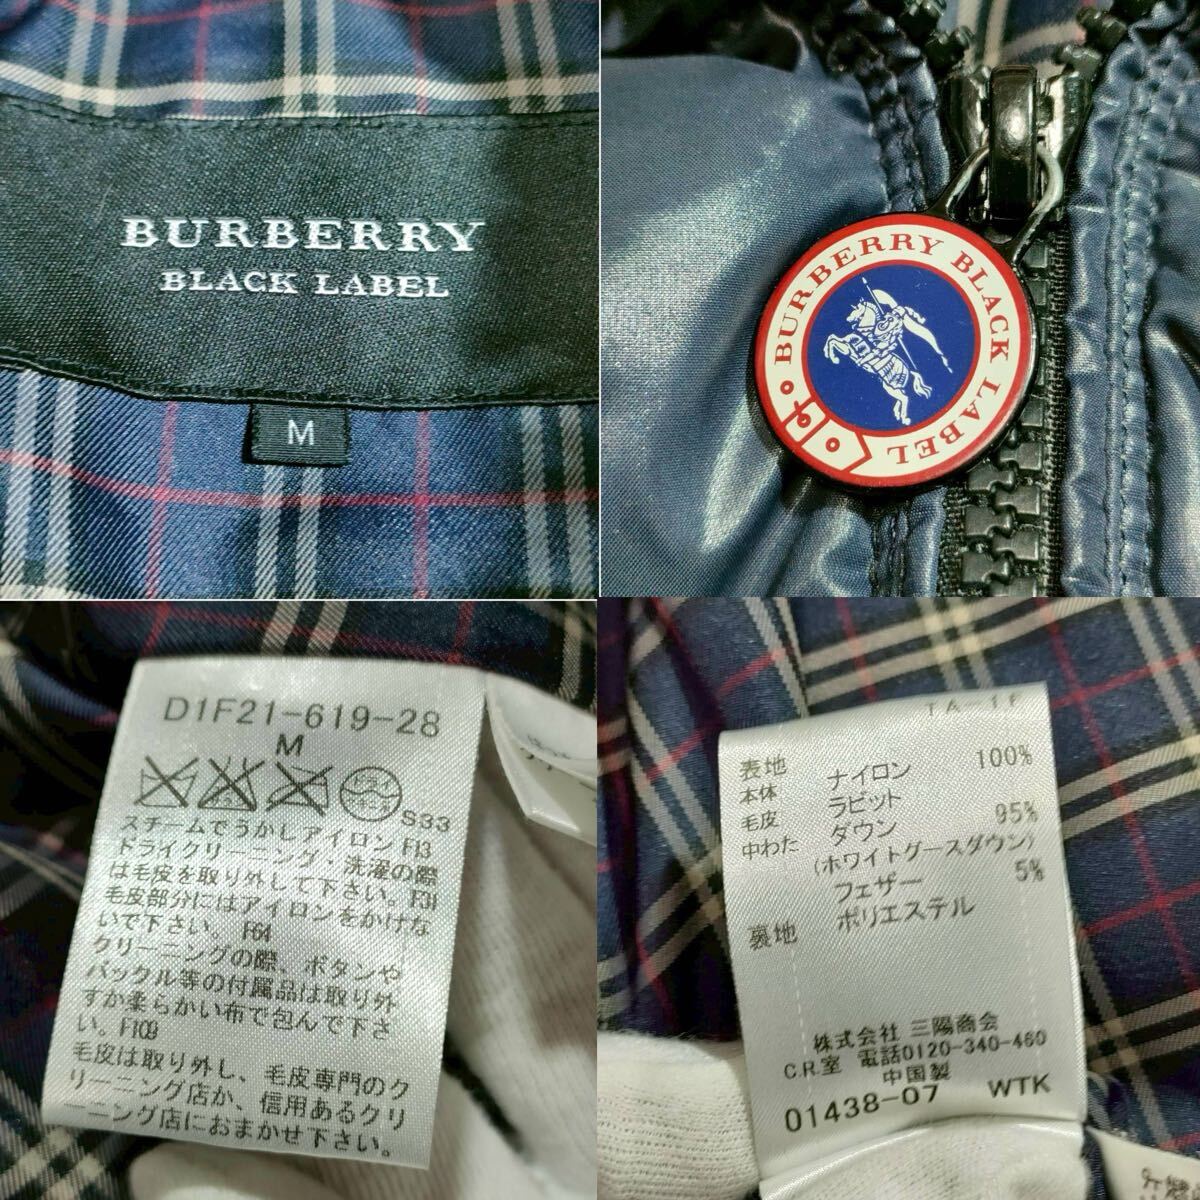 BURBERRY
BLACK LABEL
M
BURBERRY BLACK LABEL
D1F21-619-28
M
ドライ
セキユ系
S33
スチームでうかしアイロン F13
ドライクリーニング・洗濯の際
は毛皮を取り外して下さい。F31
毛皮部分にはアイロンをかけな
いで下さい。 F64
クリーニングの際、ボタンや
バックル等の付属品は取り外
すか柔らかい布で包んで下さ
い。F109
毛皮は取り外し、毛皮専門のク
リーニング店か、信用あるクリ
ーニング店におまかせ下さい。
TA-1F
表地
本体 ナイロン 100%
毛皮 ラビット
中わた ダウン 95%
(ホワイトグースダウン)
フェザー 5%
裏地 ポリエステル
株式会社 三陽商会
C.R.室 電話0120-340-460
中国製
01438-07 WTK